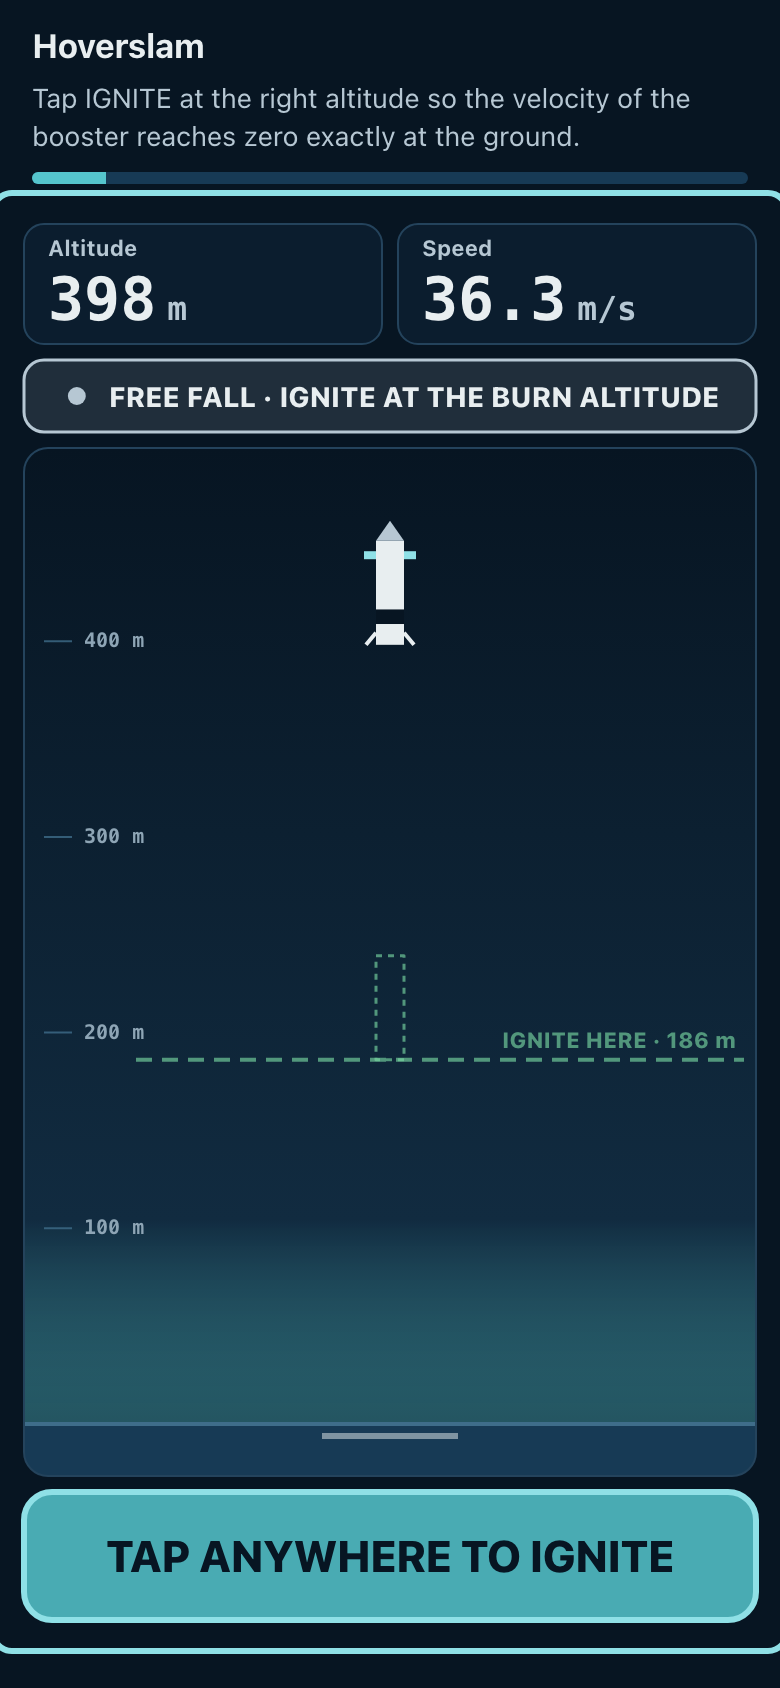 Hoverslam
Tap IGNITE at the right altitude so the velocity of the
booster reaches zero exactly at the ground.
Altitude
398 m
Speed
36.3 m/s
FREE FALL · IGNITE AT THE BURN ALTITUDE
400 m
300 m
200 m
IGNITE HERE · 186 m
100 m
TAP ANYWHERE TO IGNITE